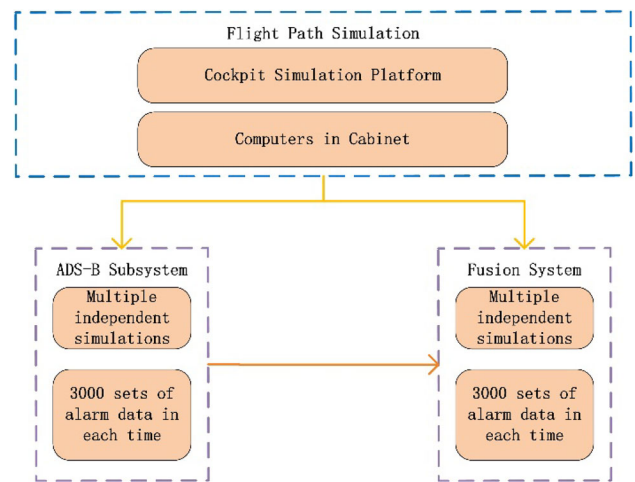 Flight Path Simulation
Cockpit Simulation Platform
Computers in Cabinet
ADS-B Subsystem
Multiple
independent
simulations
3000 sets of
alarm data in
each time
Fusion System
Multiple
independent
simulations
3000 sets of
alarm data in
each time